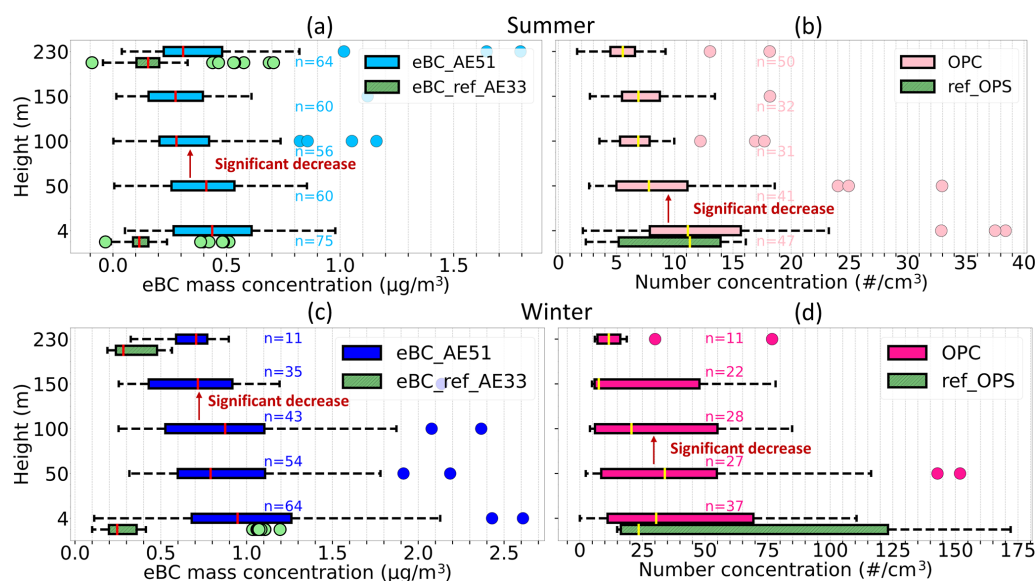 Summer
(a)
230
150
100
50
4
Height (m)
n=64
n=60
n=56
n=60
n=75
eBC_AE51
eBC_ref_AE33
Significant decrease
0.0 0.5 1.0 1.5
eBC mass concentration (μg/m³)
(b)
n=50
n=32
n=31
n=41
n=47
OPC
ref_OPS
Significant decrease
0 5 10 15 20 25 30 35 40
Number concentration (#/cm³)
Winter
(c)
230
150
100
50
4
Height (m)
n=11
n=35
n=43
n=54
n=64
eBC_AE51
eBC_ref_AE33
Significant decrease
0.0 0.5 1.0 1.5 2.0 2.5
eBC mass concentration (μg/m³)
(d)
n=11
n=22
n=28
n=27
n=37
OPC
ref_OPS
Significant decrease
0 25 50 75 100 125 150 175
Number concentration (#/cm³)